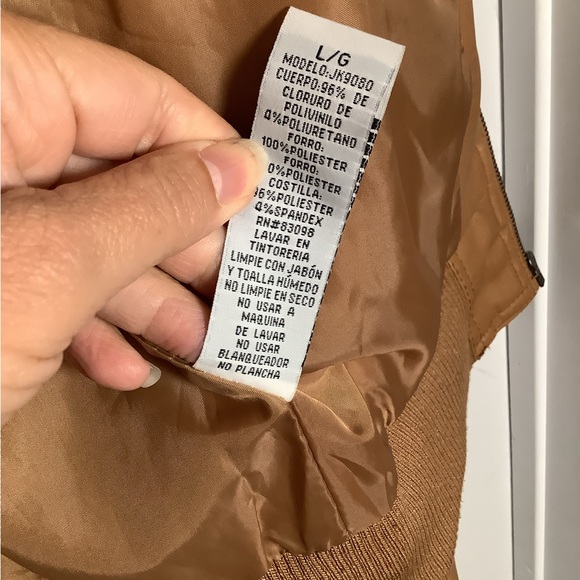 L/G
MODELO:JK9080
CUERPO:96% DE
CLORURO DE
POLIVINILO
4%POLIURETANO
FORRO:
100%POLIESTER
FORRO:
0%POLIESTER
COSTILLA:
96%POLIESTER
4%SPANDEX
RN#83098
LAVAR EN
TINTORERIA
LIMPIE CON JABÓN
Y TOALLA HÚMEDO
NO LIMPIE EN SECO
NO USAR A
MAQUINA
DE LAVAR
NO USAR
BLANQUEADOR
NO PLANCHA